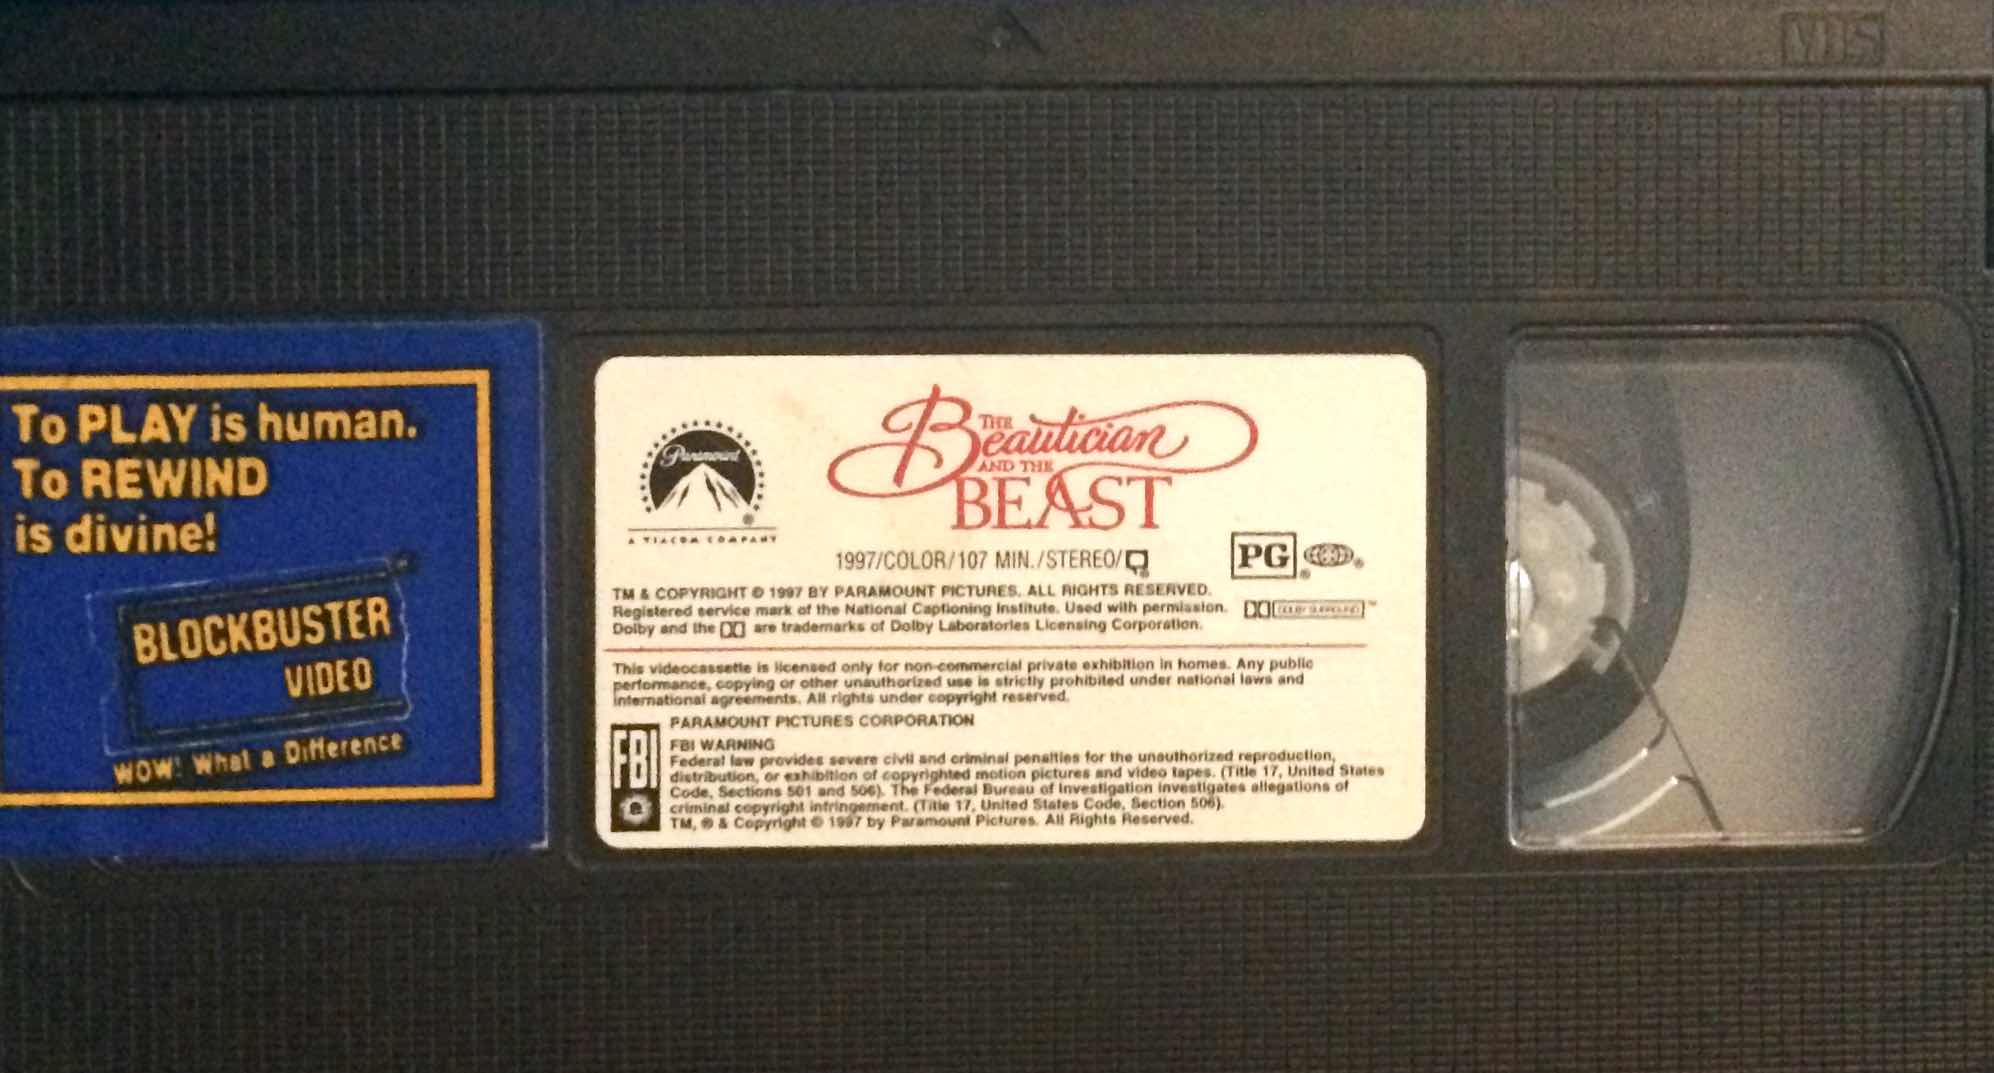 VHS
To PLAY is human.
To REWIND
is divine!
BLOCKBUSTER
VIDEO
WOW! What a Difference
Paramount
®
A VIACOM COMPANY
THE
Beautician
AND THE
BEAST
1997/COLOR/107 MIN./STEREO/
PG ®
TM & COPYRIGHT © 1997 BY PARAMOUNT PICTURES. ALL RIGHTS RESERVED.
Registered service mark of the National Captioning Institute. Used with permission.
DOLBY SURROUND ™
Dolby and the are trademarks of Dolby Laboratories Licensing Corporation.
This videocassette is licensed only for non-commercial private exhibition in homes. Any public
performance, copying or other unauthorized use is strictly prohibited under national laws and
international agreements. All rights under copyright reserved.
PARAMOUNT PICTURES CORPORATION
FBI
FBI WARNING
Federal law provides severe civil and criminal penalties for the unauthorized reproduction,
distribution, or exhibition of copyrighted motion pictures and video tapes. (Title 17, United States
Code, Sections 501 and 506). The Federal Bureau of Investigation investigates allegations of
criminal copyright infringement. (Title 17, United States Code, Section 506).
TM, ® & Copyright © 1997 by Paramount Pictures. All Rights Reserved.